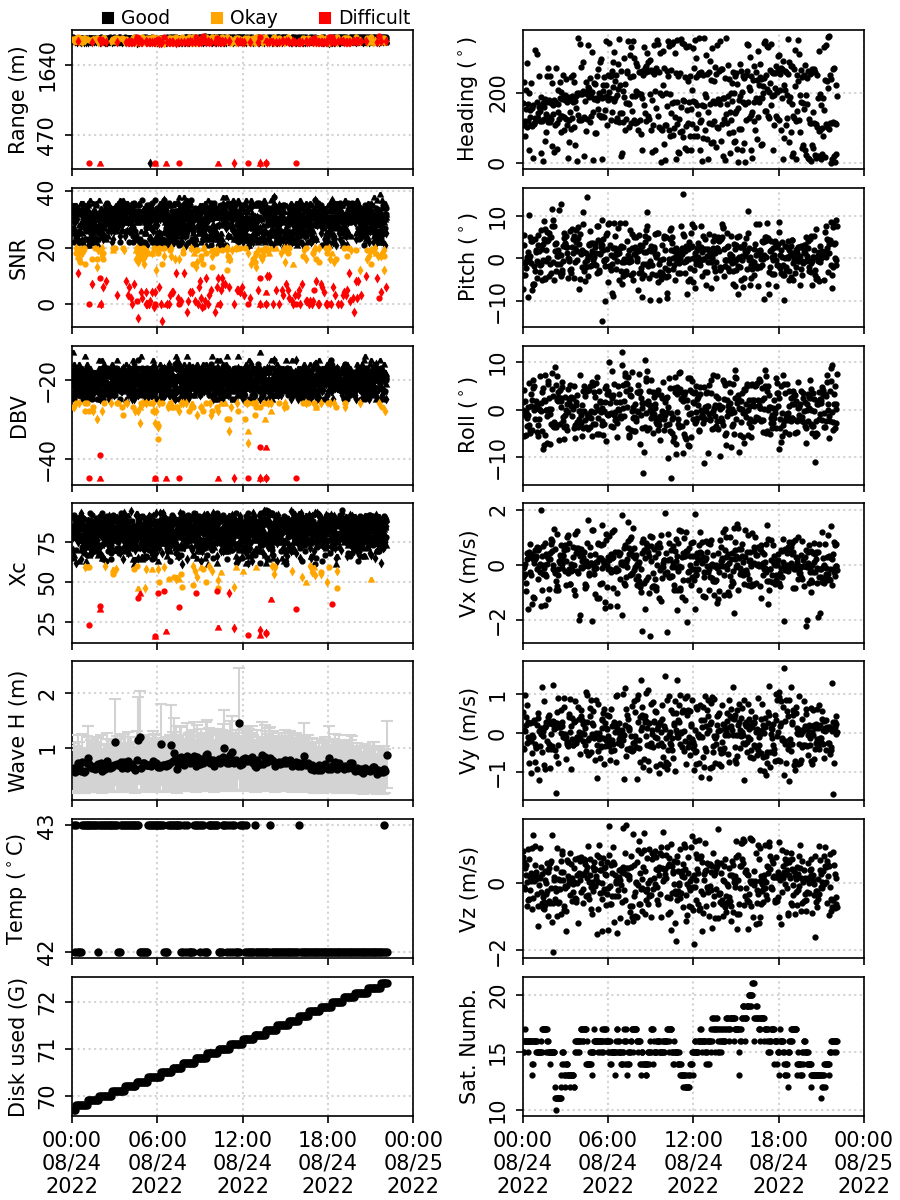 Good Okay Difficult
Range (m)
1640
470
Heading (°)
200
0
SNR
40
20
0
Pitch (°)
10
0
−10
DBV
−20
−40
Roll (°)
10
0
−10
Xc
75
50
25
Vx (m/s)
2
0
−2
Wave H (m)
2
1
Vy (m/s)
1
0
−1
Temp (°C)
43
42
Vz (m/s)
0
−2
Disk used (G)
72
71
70
Sat. Numb.
20
15
10
00:00 06:00 12:00 18:00 00:00
08/24 08/24 08/24 08/24 08/25
2022 2022 2022 2022 2022
00:00 06:00 12:00 18:00 00:00
08/24 08/24 08/24 08/24 08/25
2022 2022 2022 2022 2022